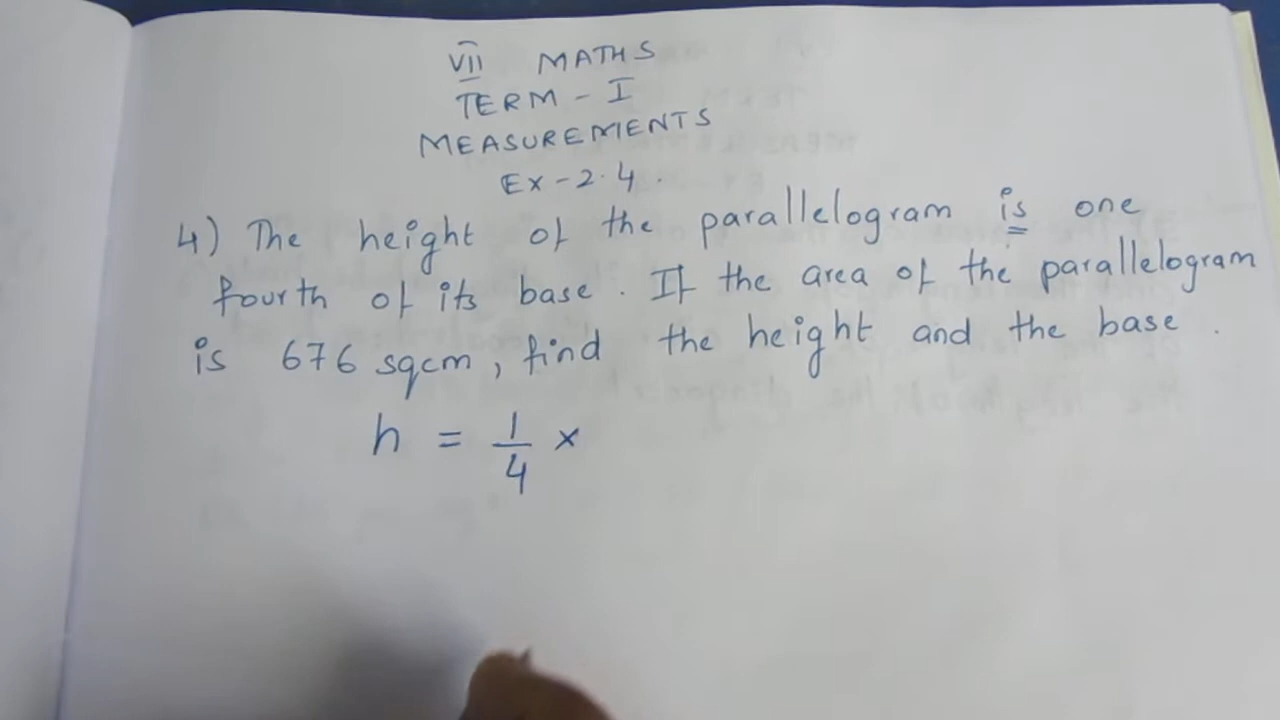 VII MATHS
TERM - I
MEASUREMENTS
Ex - 2.4.
4) The height of the parallelogram is one
fourth of its base. If the area of the parallelogram
is 676 sqcm, find the height and the base.
h = 1/4 ×